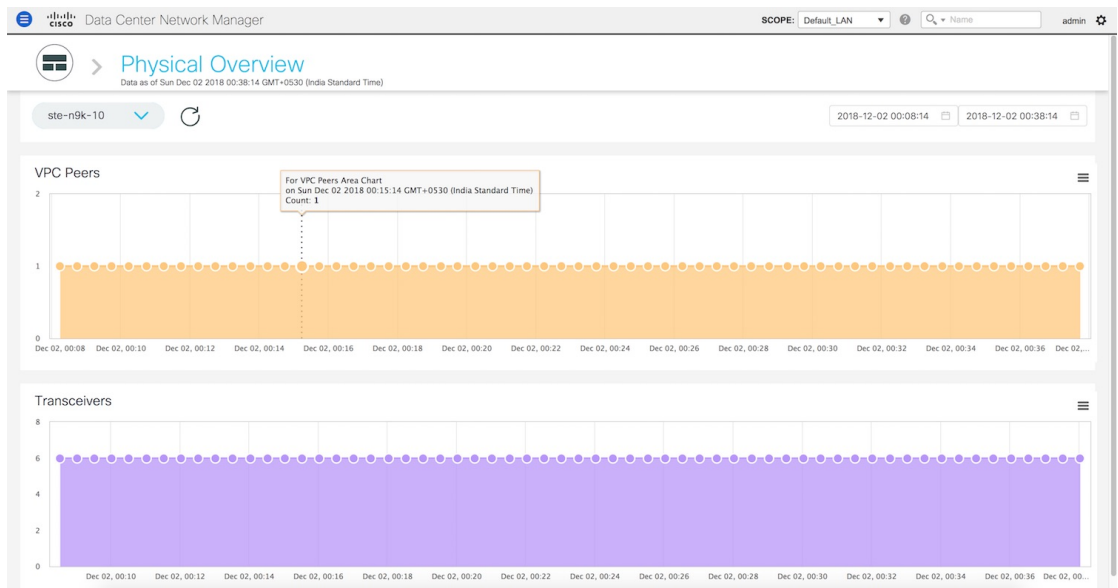 cisco Data Center Network Manager
SCOPE: Default_LAN
Name
admin
Physical Overview
Data as of Sun Dec 02 2018 00:38:14 GMT+0530 (India Standard Time)
ste-n9k-10
2018-12-02 00:08:14
2018-12-02 00:38:14
VPC Peers
For VPC Peers Area Chart
on Sun Dec 02 2018 00:15:14 GMT+0530 (India Standard Time)
Count: 1
2
1
0
Dec 02, 00:08 Dec 02, 00:10 Dec 02, 00:12 Dec 02, 00:14 Dec 02, 00:16 Dec 02, 00:18 Dec 02, 00:20 Dec 02, 00:22 Dec 02, 00:24 Dec 02, 00:26 Dec 02, 00:28 Dec 02, 00:30 Dec 02, 00:32 Dec 02, 00:34 Dec 02, 00:36 Dec 02,...
Transceivers
8
6
4
2
0
Dec 02, 00:10 Dec 02, 00:12 Dec 02, 00:14 Dec 02, 00:16 Dec 02, 00:18 Dec 02, 00:20 Dec 02, 00:22 Dec 02, 00:24 Dec 02, 00:26 Dec 02, 00:28 Dec 02, 00:30 Dec 02, 00:32 Dec 02, 00:34 Dec 02, 00:36 Dec 02, 00...